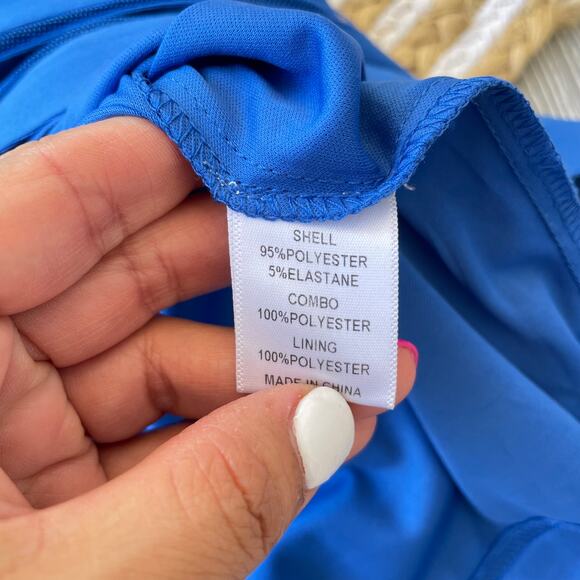 SHELL
95%POLYESTER
5%ELASTANE
COMBO
100%POLYESTER
LINING
100%POLYESTER
MADE IN CHINA